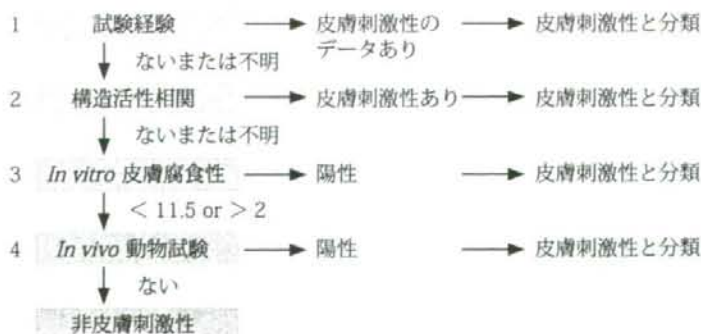 1 試験経験 → 皮膚刺激性のデータあり → 皮膚刺激性と分類
ないまたは不明
2 構造活性相関 → 皮膚刺激性あり → 皮膚刺激性と分類
ないまたは不明
3 In vitro 皮膚腐食性 → 陽性 → 皮膚刺激性と分類
< 11.5 or > 2
4 In vivo 動物試験 → 陽性 → 皮膚刺激性と分類
ない
非皮膚刺激性